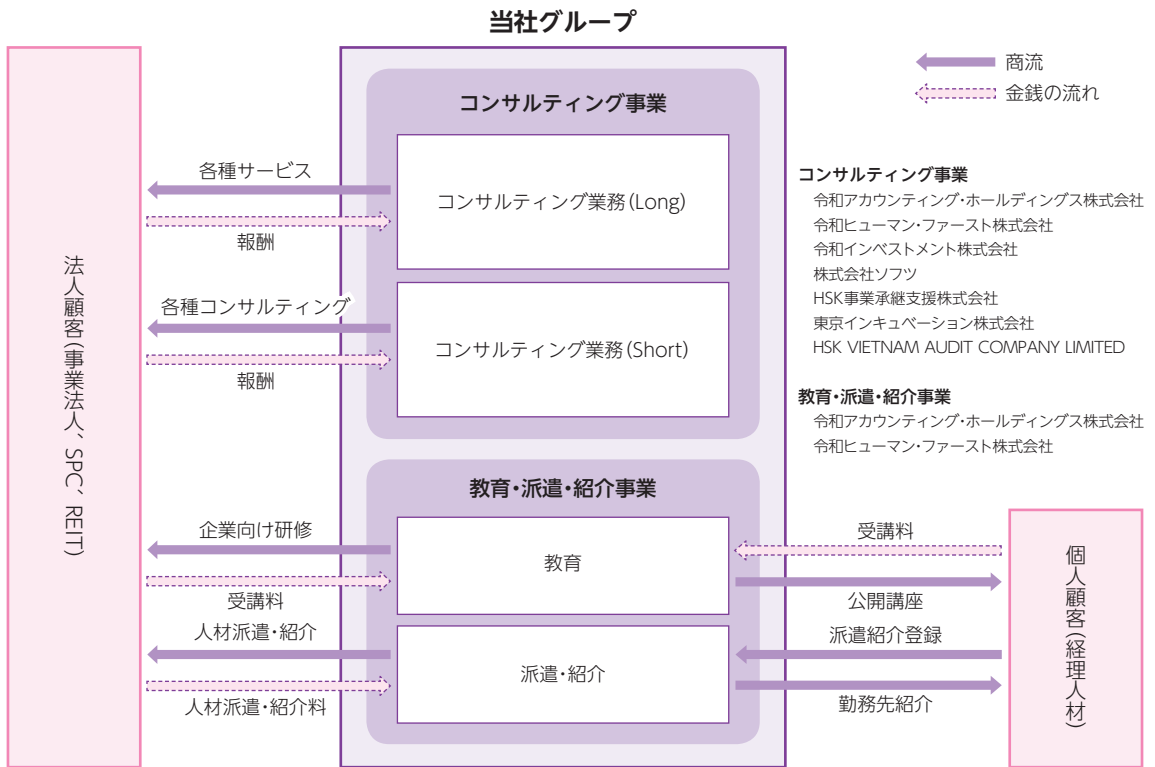 当社グループ
商流
金銭の流れ
コンサルティング事業
コンサルティング業務(Long)
コンサルティング業務(Short)
各種サービス
報酬
各種コンサルティング
報酬
法人顧客(事業法人、SPC、REIT)
コンサルティング事業
令和アカウンティング・ホールディングス株式会社
令和ヒューマン・ファースト株式会社
令和インベストメント株式会社
株式会社ソフツ
HSK事業承継支援株式会社
東京インキュベーション株式会社
HSK VIETNAM AUDIT COMPANY LIMITED
教育・派遣・紹介事業
令和アカウンティング・ホールディングス株式会社
令和ヒューマン・ファースト株式会社
教育・派遣・紹介事業
企業向け研修
教育
受講料
人材派遣・紹介
派遣・紹介
人材派遣・紹介料
受講料
公開講座
派遣紹介登録
勤務先紹介
個人顧客(経理人材)